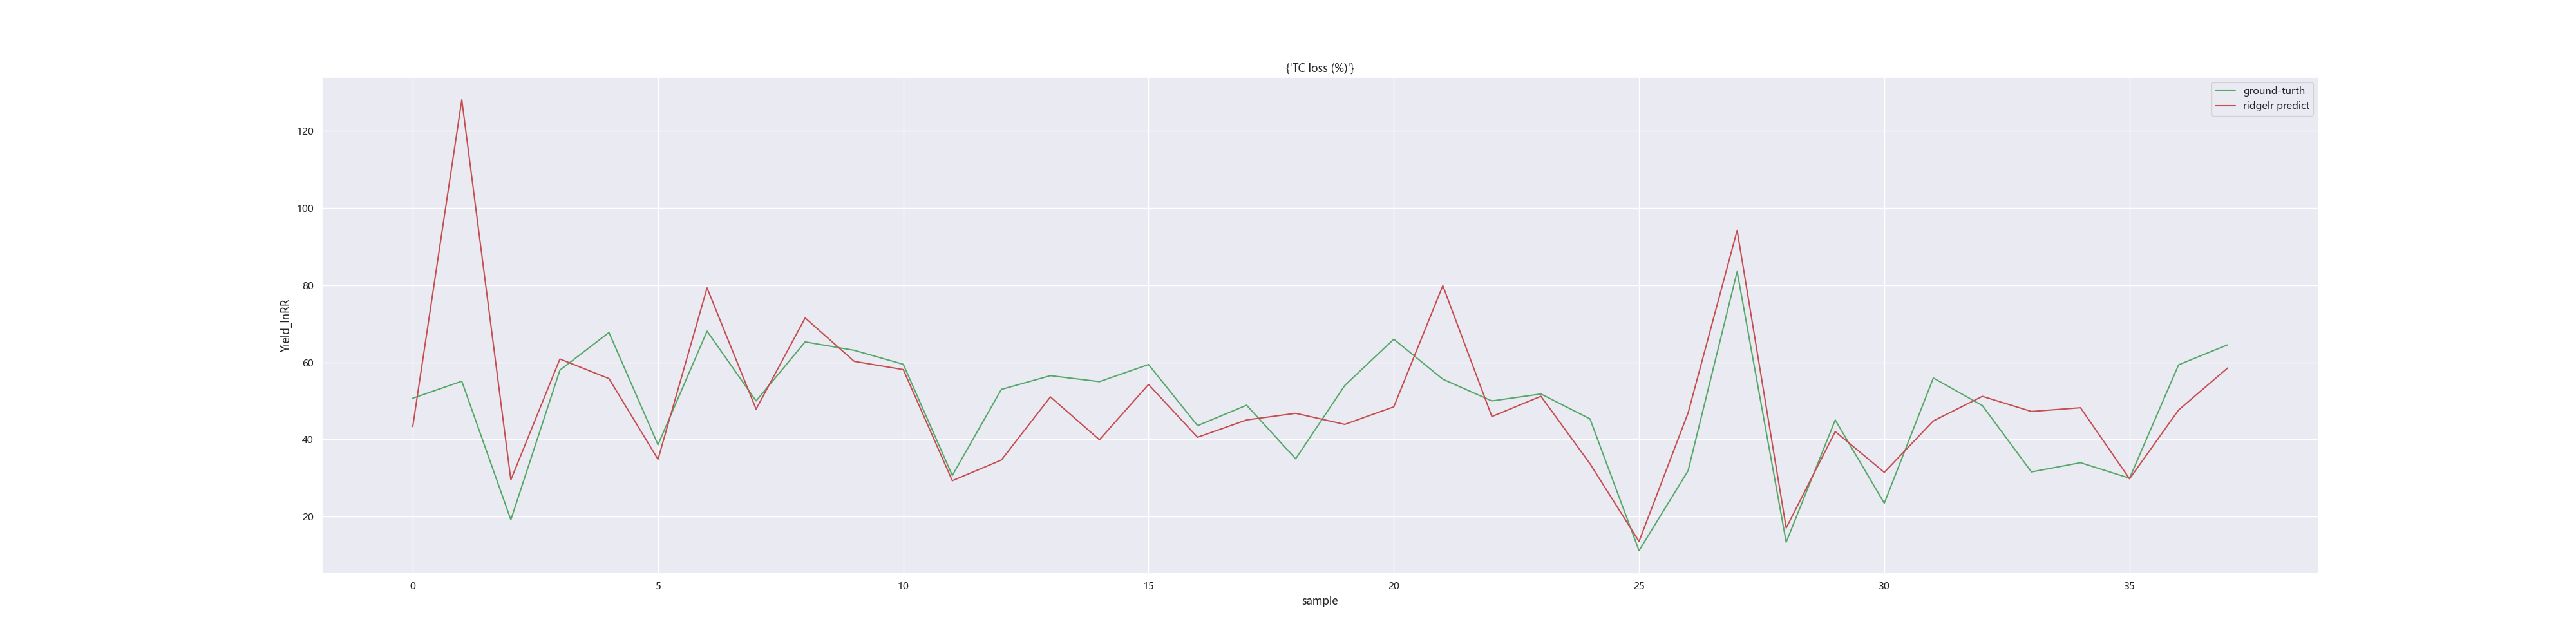 {'TC loss (%)'}
ground-turth
ridgelr predict
120
100
80
60
40
20
Yield_lnRR
0 5 10 15 20 25 30 35
sample